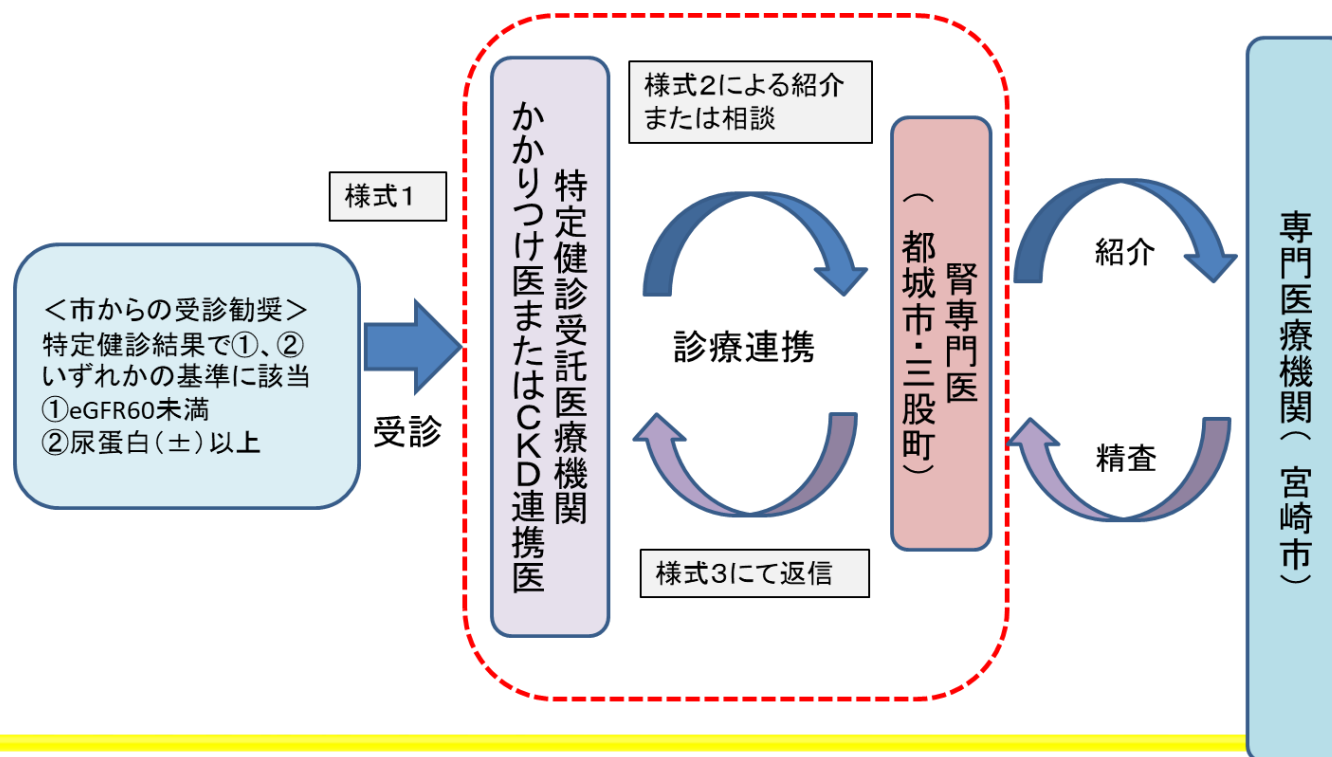 <市からの受診勧奨>
特定健診結果で①、②
いずれかの基準に該当
①eGFR60未満
②尿蛋白(±)以上
様式1
受診
特定健診受託医療機関
かかりつけ医またはCKD連携医
様式2による紹介
または相談
診療連携
様式3にて返信
腎専門医
(都城市・三股町)
紹介
精査
専門医療機関(宮崎市)